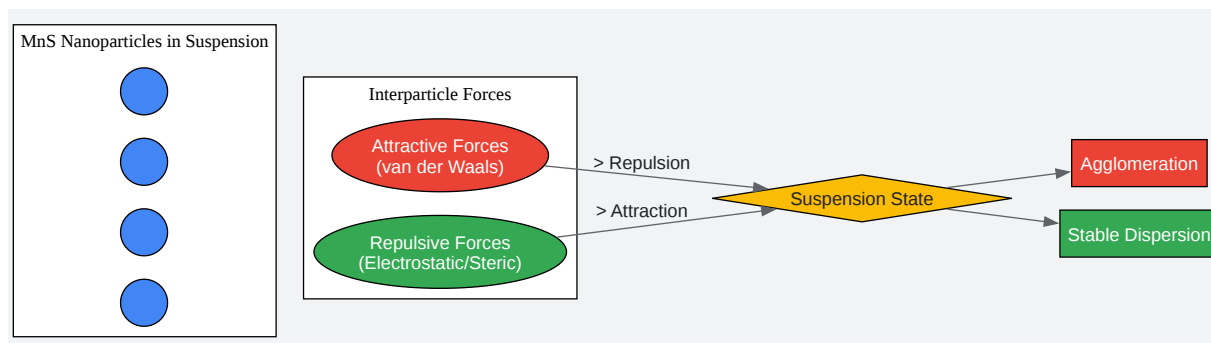 MnS Nanoparticles in Suspension
Interparticle Forces
Attractive Forces
(van der Waals)
Repulsive Forces
(Electrostatic/Steric)
> Repulsion
> Attraction
Suspension State
Agglomeration
Stable Dispersion